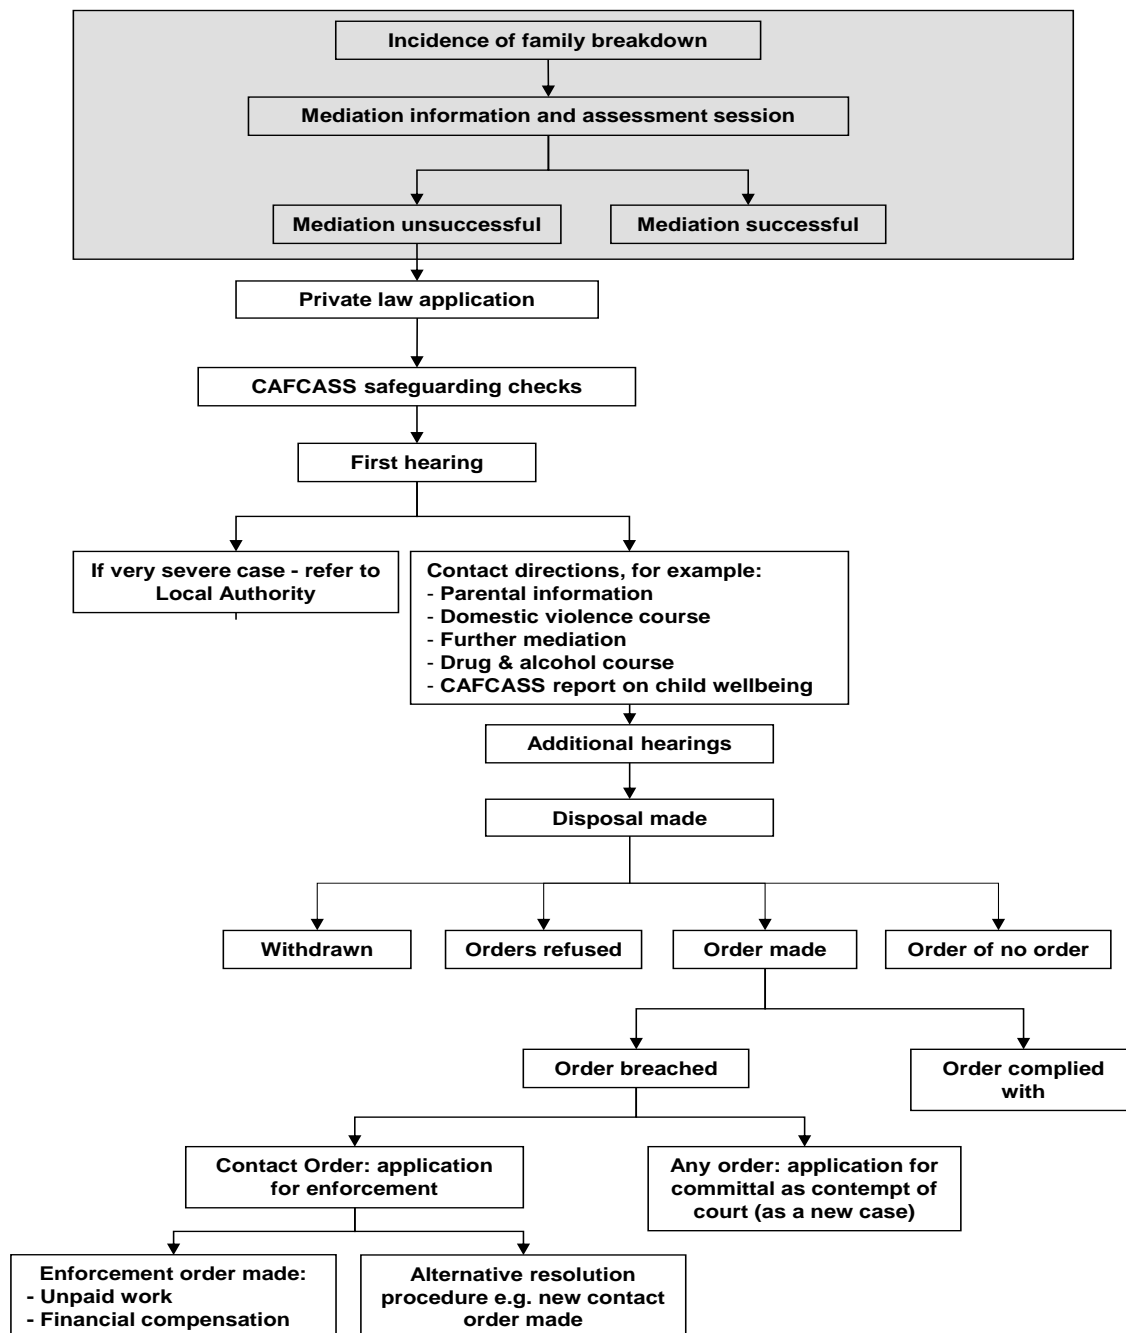 Incidence of family breakdown
Mediation information and assessment session
Mediation unsuccessful
Mediation successful
Private law application
CAFCASS safeguarding checks
First hearing
If very severe case - refer to
Local Authority
Contact directions, for example:
- Parental information
- Domestic violence course
- Further mediation
- Drug & alcohol course
- CAFCASS report on child wellbeing
Additional hearings
Disposal made
Withdrawn
Orders refused
Order made
Order of no order
Order breached
Order complied
with
Contact Order: application
for enforcement
Any order: application for
committal as contempt of
court (as a new case)
Enforcement order made:
- Unpaid work
- Financial compensation
Alternative resolution
procedure e.g. new contact
order made